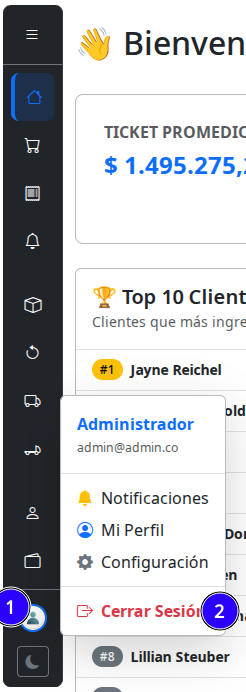 👋 Bienven
TICKET PROMEDIO
$ 1.495.275,
🏆 Top 10 Client
Clientes que más ingre
#1 Jayne Reichel
old
Administrador
admin@admin.co
Notificaciones
Mi Perfil
Configuración
Dor
en
Cerrar Sesión
1
2
#8 Lillian Steuber